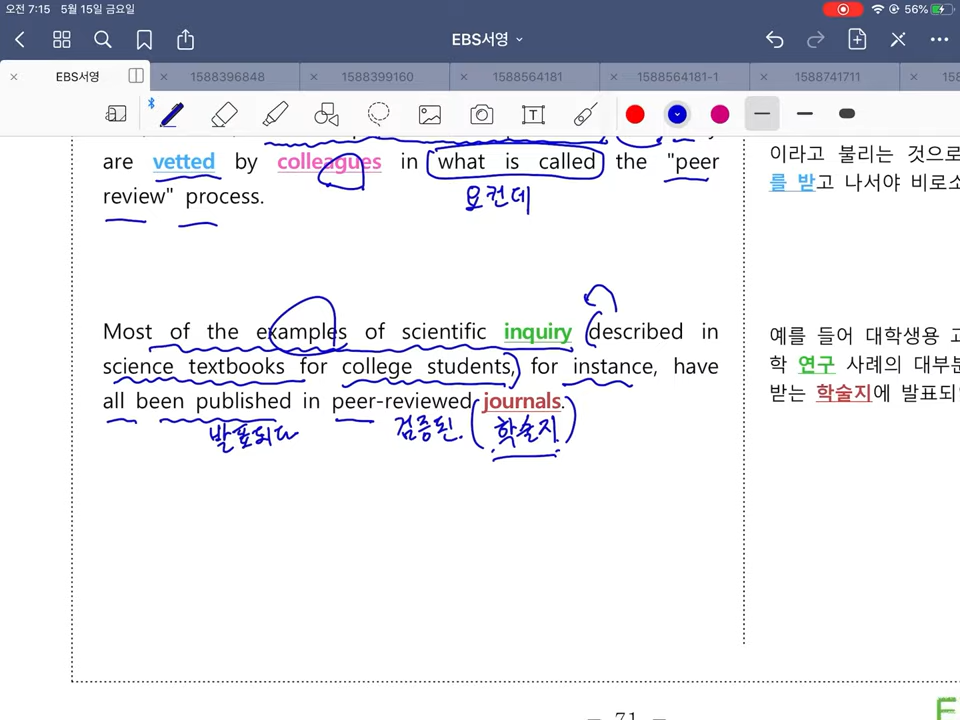 오전 7:15 5월 15일 금요일
56%
EBS서영
EBS서영
1588396848
1588399160
1588564181
1588564181-1
1588741711
are vetted by colleagues in what is called the "peer
review" process.
요컨데
Most of the examples of scientific inquiry described in
science textbooks for college students, for instance, have
all been published in peer-reviewed journals.
발표되다
검증된.
학술지
이라고 불리는 것으로
를 받고 나서야 비로소
예를 들어 대학생용
학 연구 사례의 대부분
받는 학술지에 발표되
- 71 -